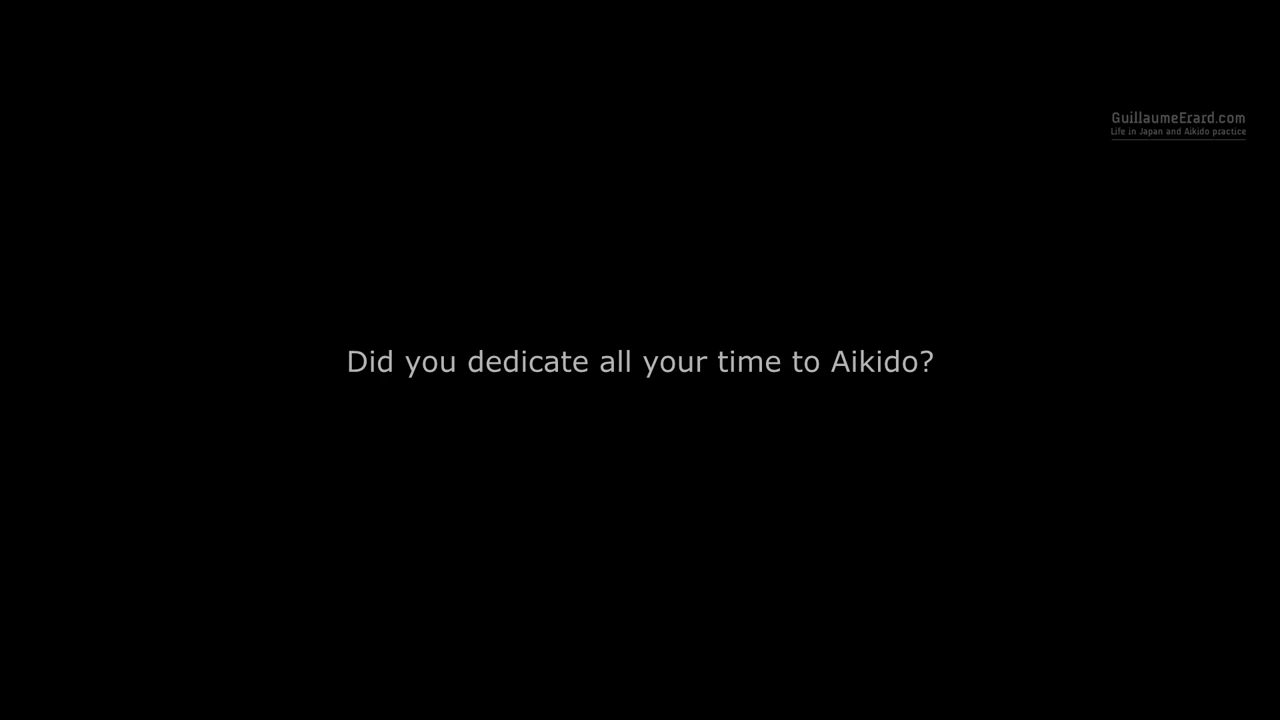 GuillaumeErard.com
Life in Japan and Aikido practice
Did you dedicate all your time to Aikido?